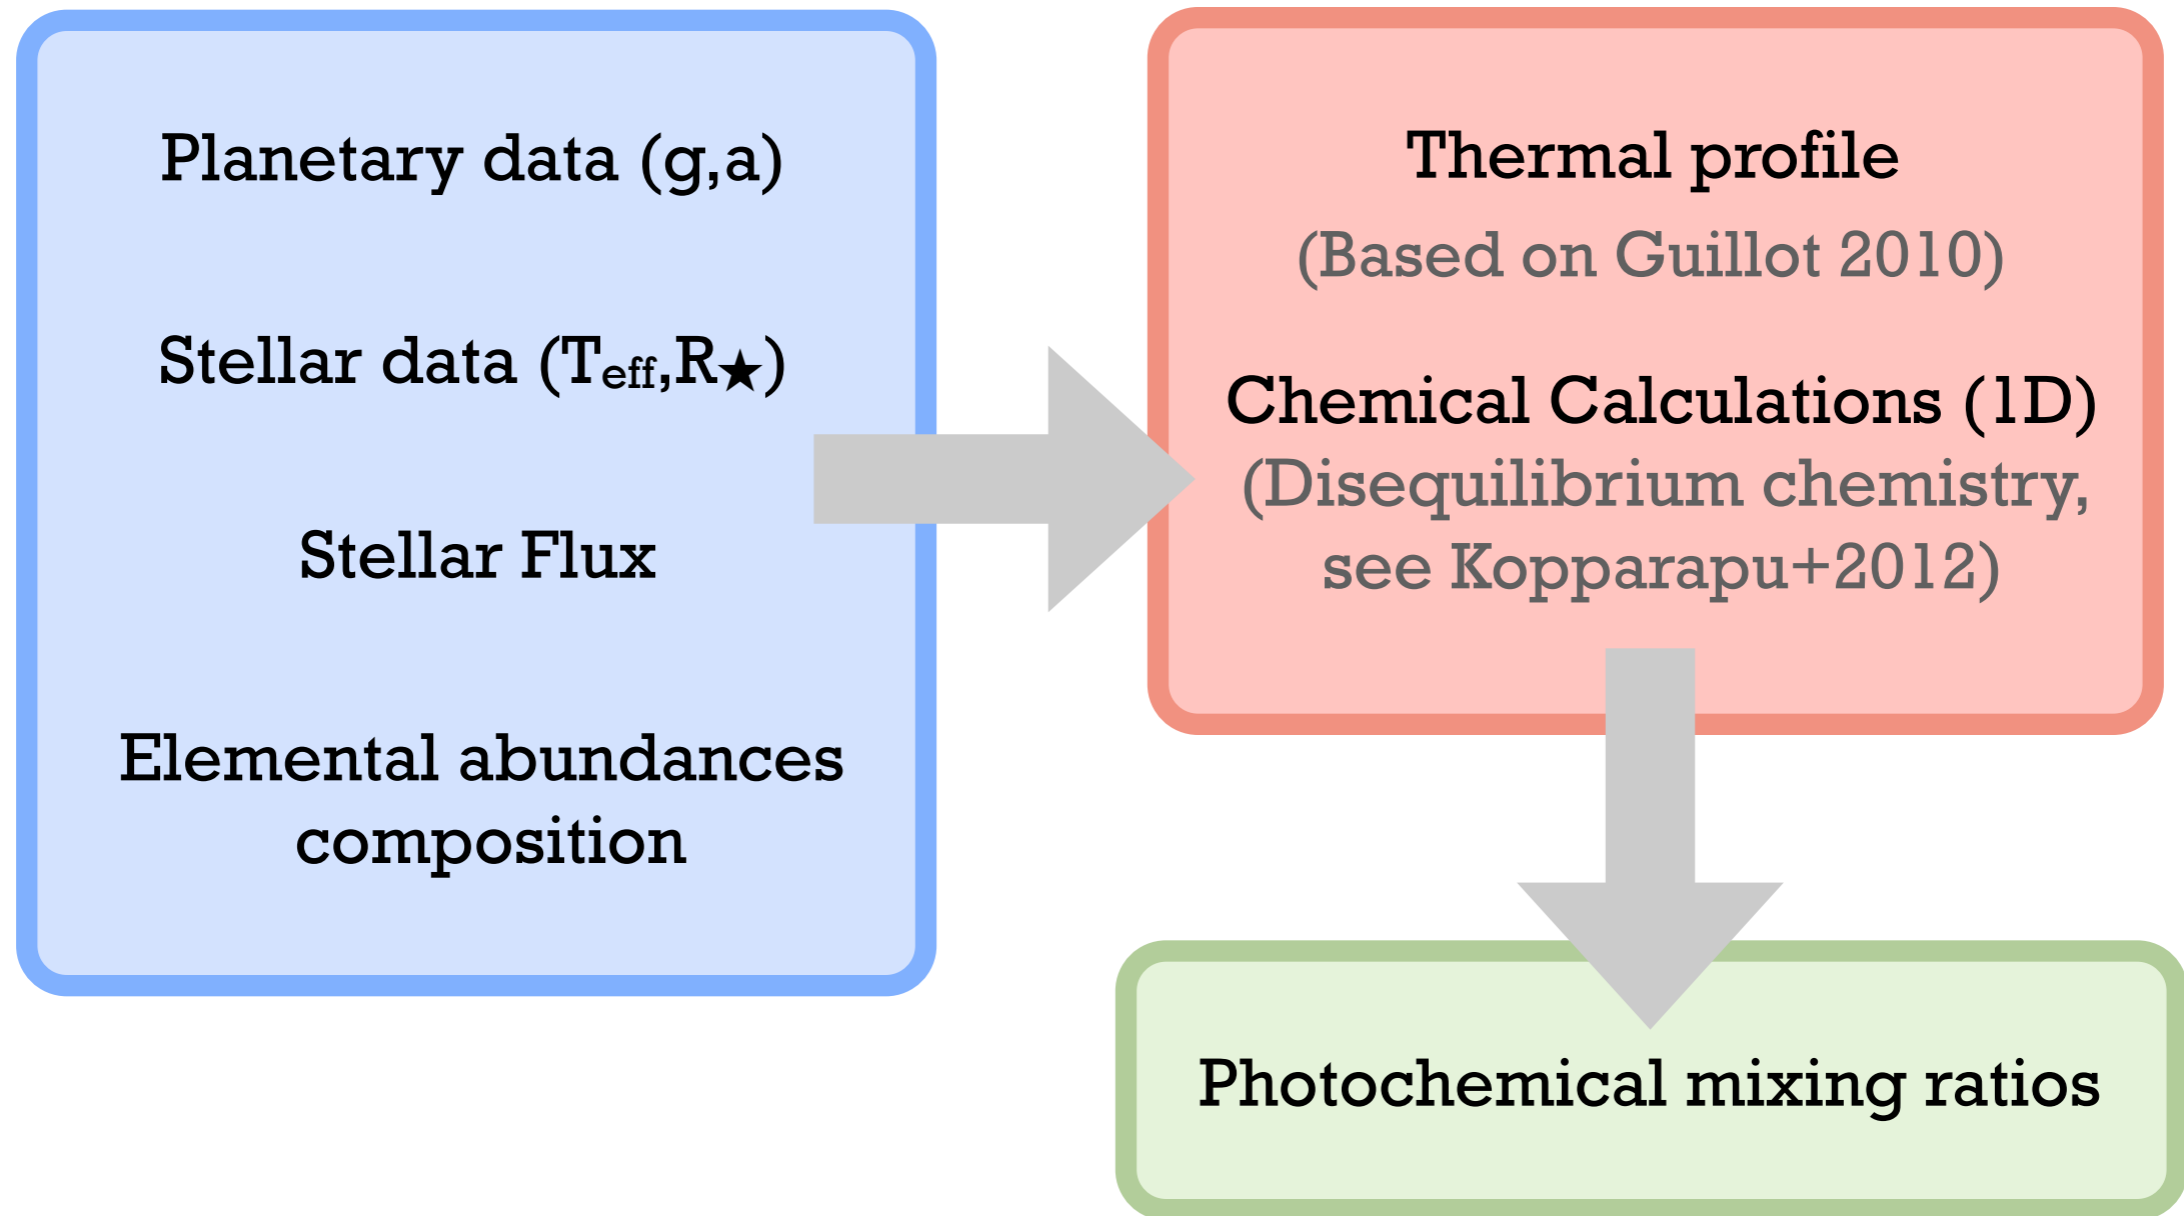 Planetary data (g,a)
Stellar data (Teff,R★)
Stellar Flux
Elemental abundances
composition
Thermal profile
(Based on Guillot 2010)
Chemical Calculations (1D)
(Disequilibrium chemistry,
see Kopparapu+2012)
Photochemical mixing ratios